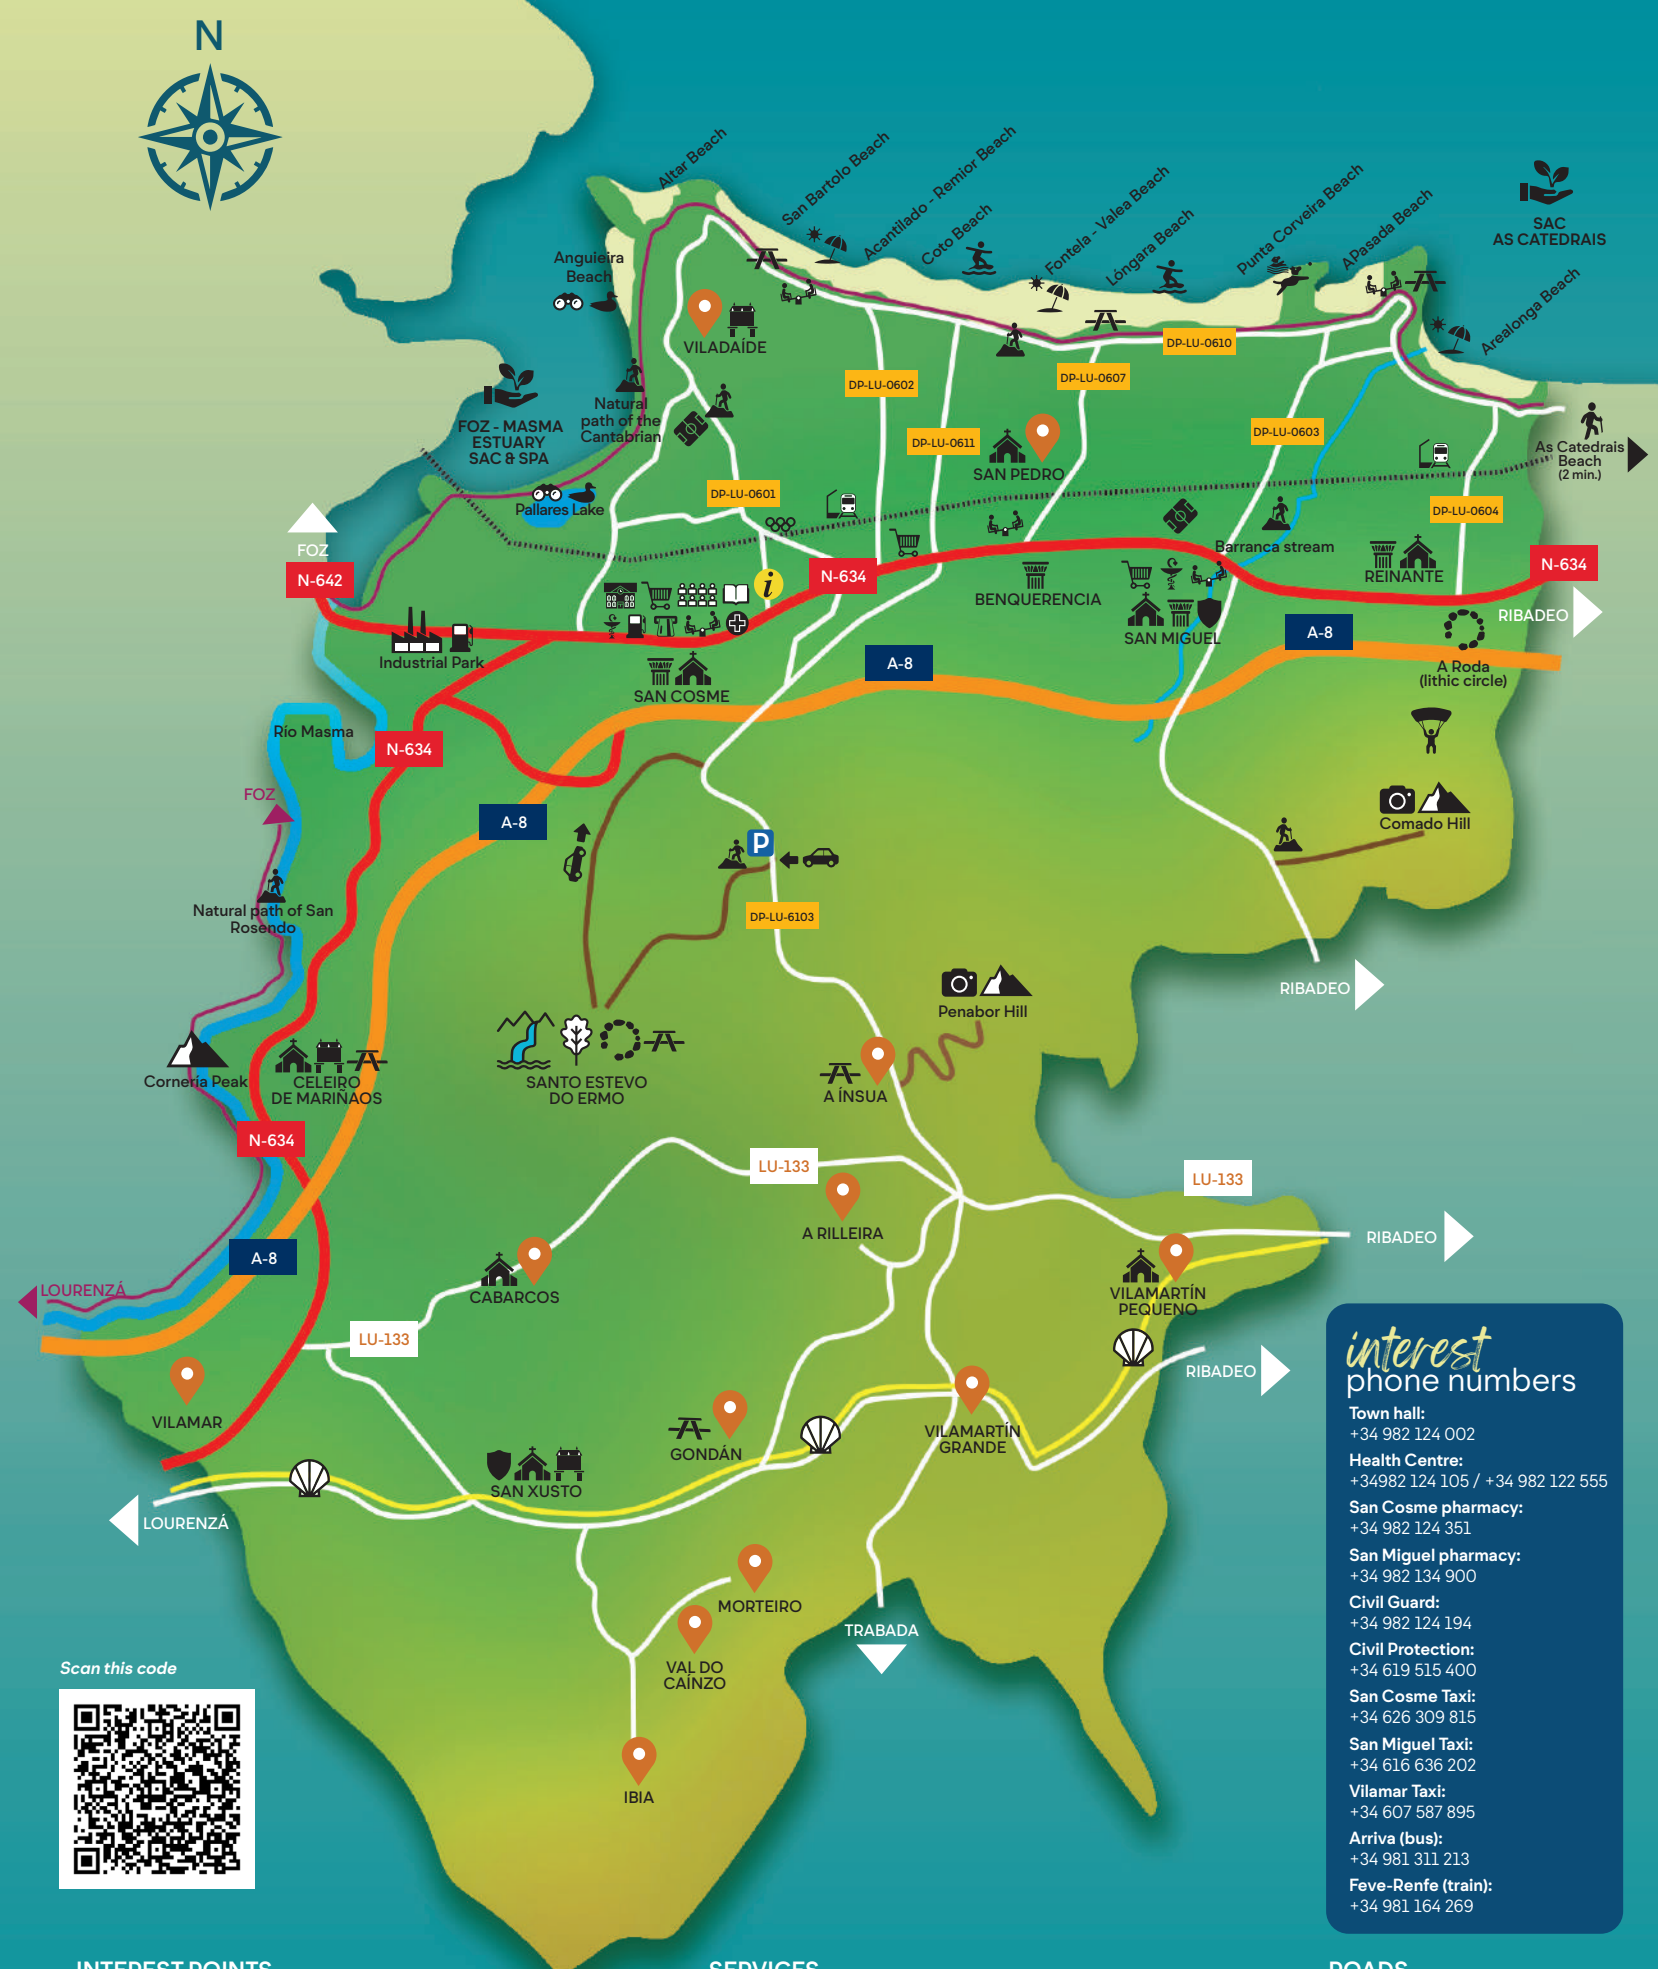 N
Altar Beach
San Bartolo Beach
Acantilado - Remior Beach
Coto Beach
Fontela - Valea Beach
Lóngara Beach
Punta Corveira Beach
APasada Beach
Arealonga Beach
SAC
AS CATEDRAIS
Anguieira
Beach
VILADAÍDE
DP-LU-0610
DP-LU-0602
DP-LU-0607
Natural
path of the
Cantabrian
FOZ - MASMA
ESTUARY
SAC & SPA
DP-LU-0611
DP-LU-0603
SAN PEDRO
As Catedrais
Beach
(2 min.)
DP-LU-0601
Pallares Lake
DP-LU-0604
FOZ
N-642
Barranca stream
N-634
REINANTE
N-634
i
BENQUERENCIA
RIBADEO
SAN MIGUEL
A-8
Industrial Park
A-8
A Roda
(lithic circle)
SAN COSME
Río Masma
N-634
FOZ
A-8
Comado Hill
P
Natural path of San
Rosendo
DP-LU-6103
RIBADEO
Penabor Hill
Cornería Peak
CELEIRO
DE MARIÑAOS
SANTO ESTEVO
DO ERMO
A ÍNSUA
N-634
LU-133
LU-133
A RILLEIRA
RIBADEO
A-8
LOURENZÁ
CABARCOS
VILAMARTÍN
PEQUENO
LU-133
RIBADEO
VILAMAR
GONDÁN
VILAMARTÍN
GRANDE
SAN XUSTO
LOURENZÁ
MORTEIRO
TRABADA
VAL DO
CAÍNZO
IBIA
Scan this code
interest
phone numbers
Town hall:
+34 982 124 002
Health Centre:
+34982 124 105 / +34 982 122 555
San Cosme pharmacy:
+34 982 124 351
San Miguel pharmacy:
+34 982 134 900
Civil Guard:
+34 982 124 194
Civil Protection:
+34 619 515 400
San Cosme Taxi:
+34 626 309 815
San Miguel Taxi:
+34 616 636 202
Vilamar Taxi:
+34 607 587 895
Arriva (bus):
+34 981 311 213
Feve-Renfe (train):
+34 981 164 269
INTEREST POINTS
SERVICES
ROADS